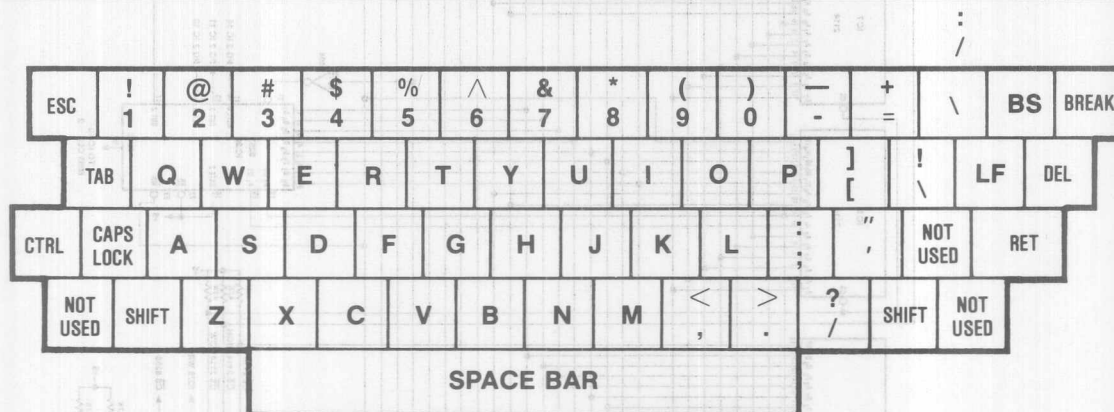 :
/
ESC ! @ # $ % ^ & * ( ) — + \ BS BREAK
1 2 3 4 5 6 7 8 9 0 - =
TAB Q W E R T Y U I O P ] ! LF DEL
[ \
CTRL CAPS LOCK A S D F G H J K L : " NOT USED RET
; '
NOT USED SHIFT Z X C V B N M < > ? SHIFT NOT USED
, . /
SPACE BAR